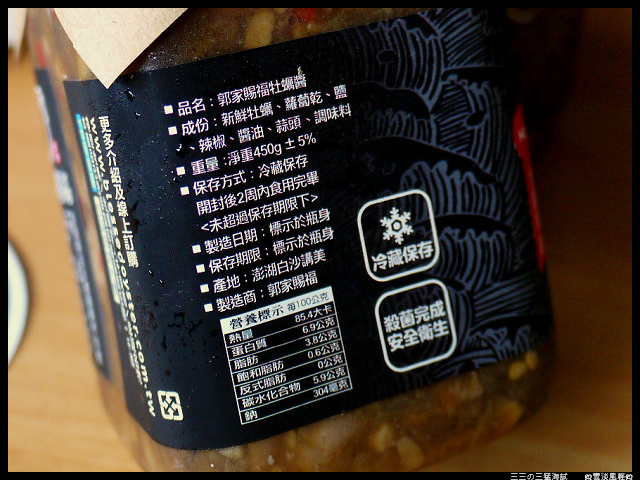 品名：郭家賜福牡蠣醬
成份：新鮮牡蠣、蘿蔔乾、鹽
、辣椒、醬油、蒜頭、調味料
重量：淨重450g±5%
保存方式：冷藏保存
開封後2周內食用完畢
<未超過保存期限下>
製造日期：標示於瓶身
保存期限：標示於瓶身
產地：澎湖白沙講美
製造商：郭家賜福
營養標示 每100公克
熱量 85.4大卡
蛋白質 6.9公克
脂肪 3.8公克
飽和脂肪 0.6公克
反式脂肪 0公克
碳水化合物 5.9公克
鈉 304毫克
冷藏保存
殺菌完成
安全衛生
更多介紹及線上訂購
三三の三猛海賊